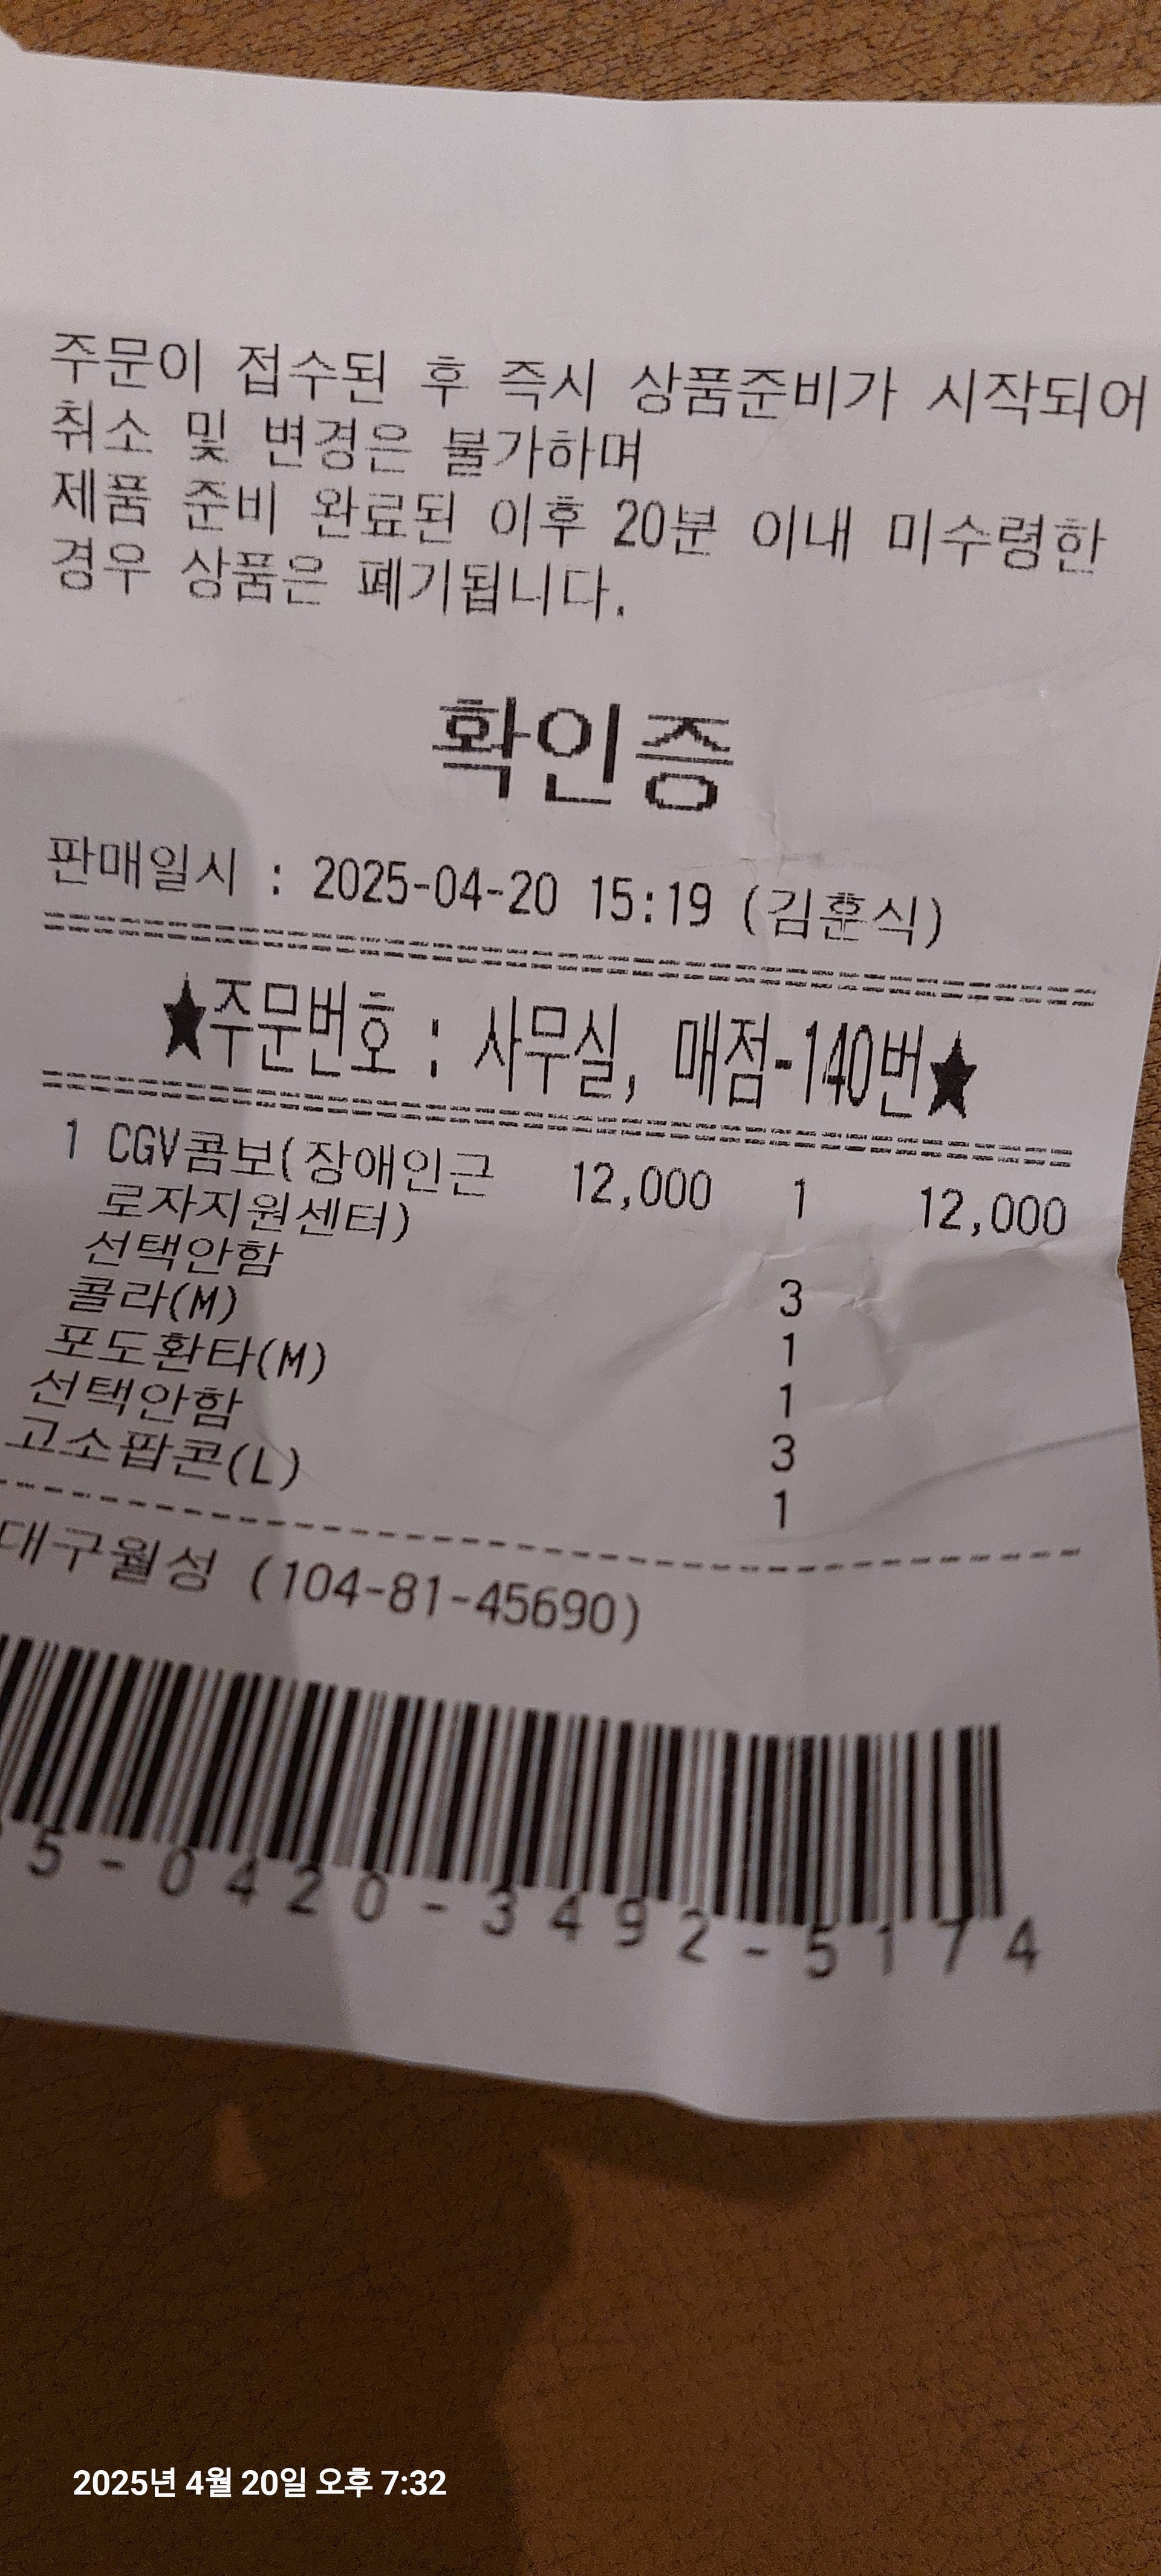 주문이 접수된 후 즉시 상품준비가 시작되어
취소 및 변경은 불가하며
제품 준비 완료된 이후 20분 이내 미수령한
경우 상품은 폐기됩니다.
확인증
판매일시 : 2025-04-20 15:19 (김훈식)
★주문번호 : 사무실, 매점-140번★
1 CGV콤보(장애인근 12,000 1 12,000
로자지원센터)
선택안함 3
콜라(M) 1
포도환타(M) 1
선택안함 3
고소팝콘(L) 1
대구월성 (104-81-45690)
5-0420-3492-5174
2025년 4월 20일 오후 7:32